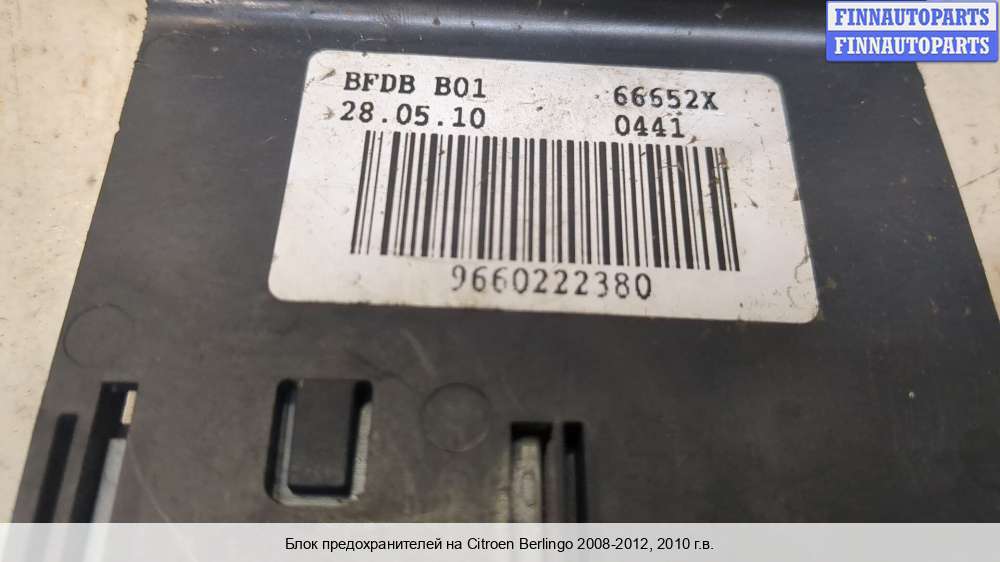 FINNAUTOPARTS
FINNAUTOPARTS
BFDB B01 66652X
28.05.10 0441
9660222380
Блок предохранителей на Citroen Berlingo 2008-2012, 2010 г.в.